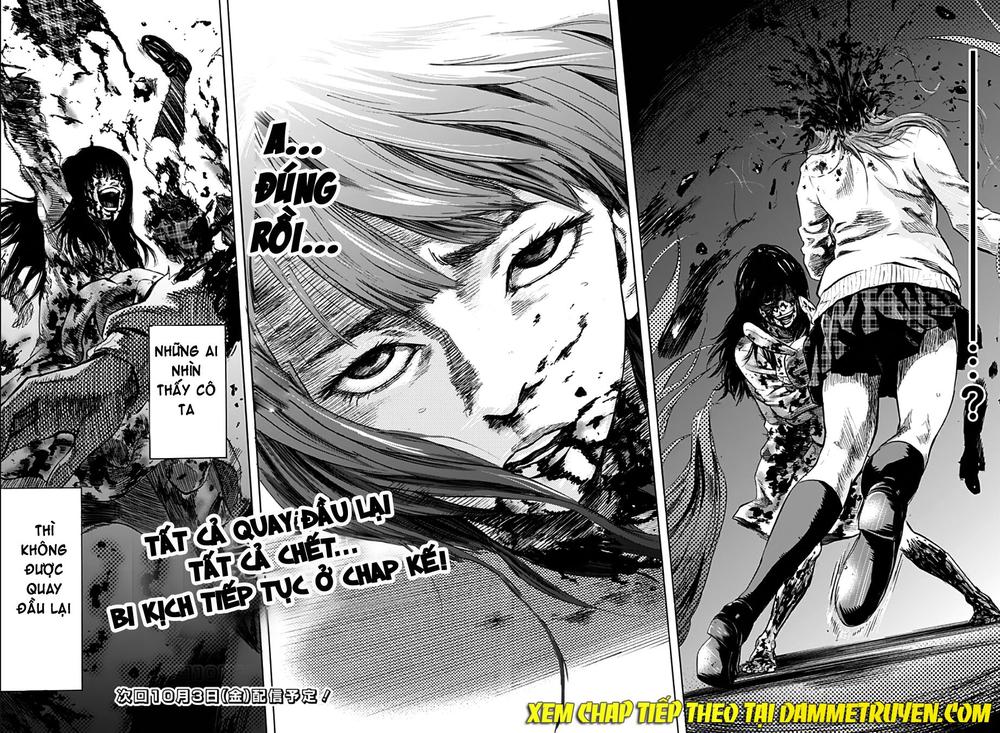 ――…?
A...
ĐÚNG
RỒI...
NHỮNG AI
NHÌN
THẤY CÔ
TA
THÌ
KHÔNG
ĐƯỢC
QUAY
ĐẦU LẠI
TẤT CẢ QUAY ĐẦU LẠI
TẤT CẢ CHẾT...
BI KỊCH TIẾP TỤC Ở CHAP KẾ!
次回10月3日(金)配信予定!
XEM CHAP TIẾP THEO TẠI DAMMETRUYEN.COM